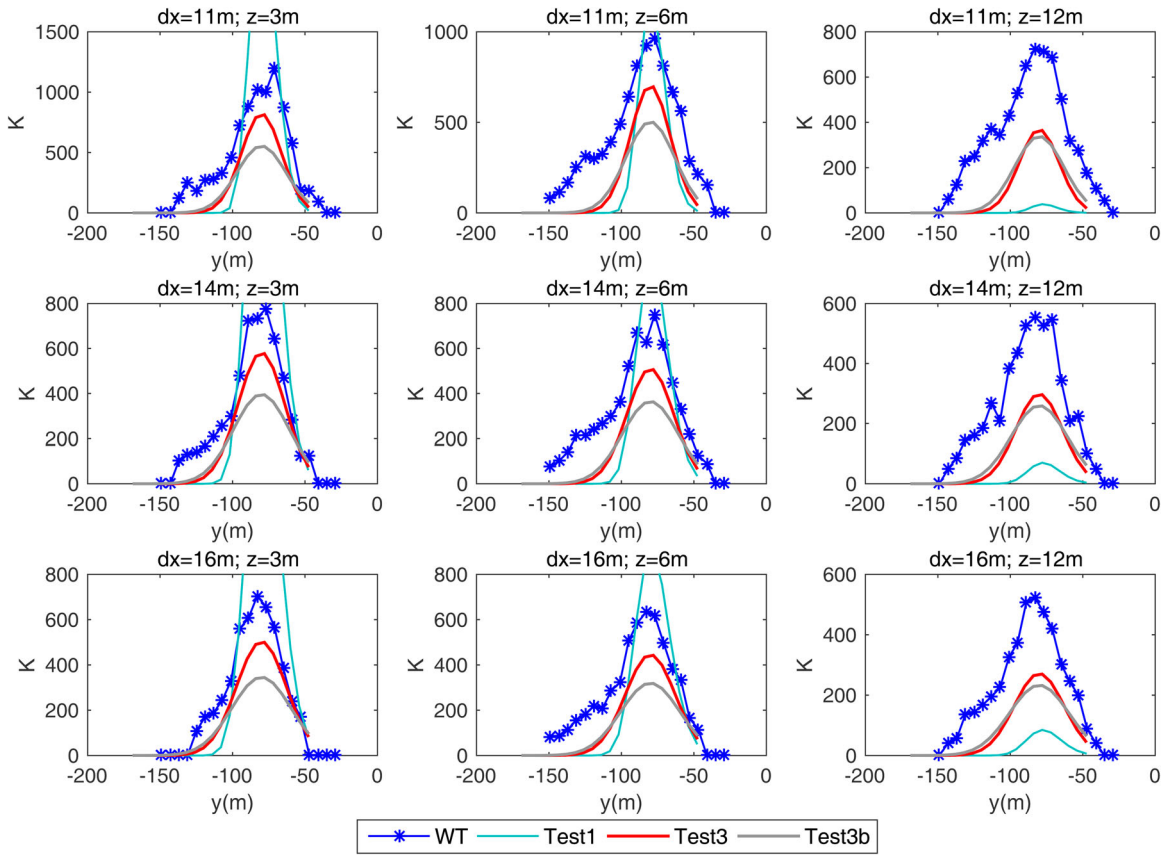 dx=11m; z=3m
1500
1000
500
0
K
-200 -150 -100 -50 0
y(m)
dx=11m; z=6m
1000
500
0
K
-200 -150 -100 -50 0
y(m)
dx=11m; z=12m
800
600
400
200
0
K
-200 -150 -100 -50 0
y(m)
dx=14m; z=3m
800
600
400
200
0
K
-200 -150 -100 -50 0
y(m)
dx=14m; z=6m
800
600
400
200
0
K
-200 -150 -100 -50 0
y(m)
dx=14m; z=12m
600
400
200
0
K
-200 -150 -100 -50 0
y(m)
dx=16m; z=3m
800
600
400
200
0
K
-200 -150 -100 -50 0
y(m)
dx=16m; z=6m
800
600
400
200
0
K
-200 -150 -100 -50 0
y(m)
dx=16m; z=12m
600
400
200
0
K
-200 -150 -100 -50 0
y(m)
WT Test1 Test3 Test3b